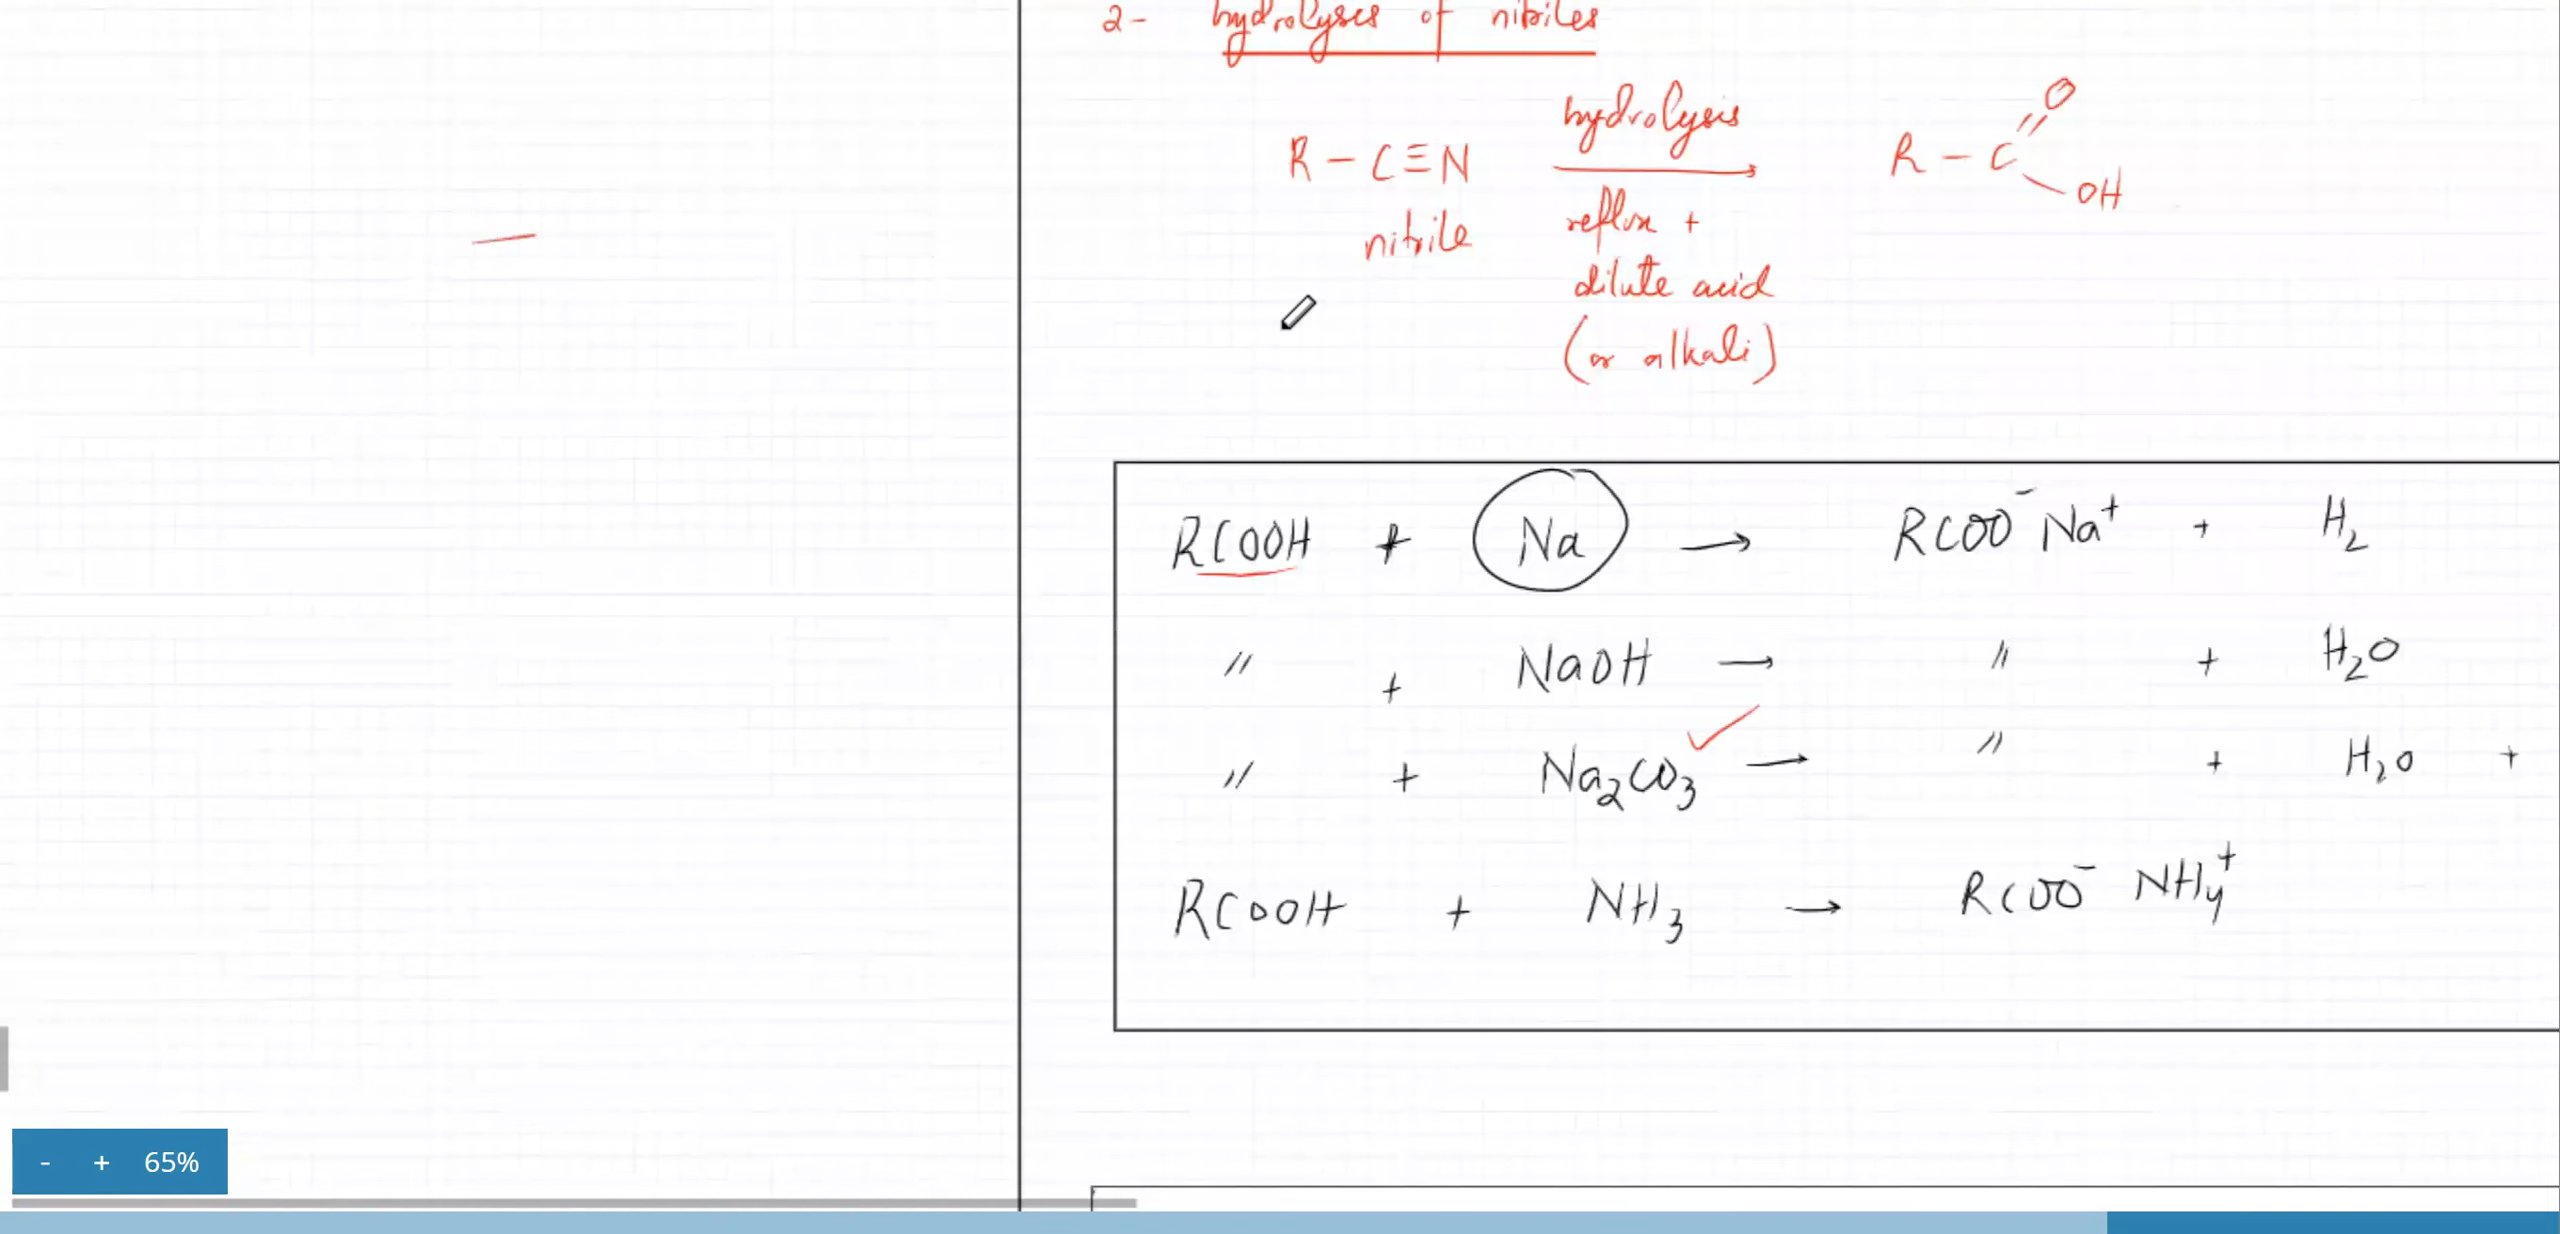 2- hydrolyses of nitriles
R - C≡N hydrolysis R - C O OH
nitrile reflux +
dilute acid
(or alkali)
RCOOH + Na → RCOO⁻ Na⁺ + H₂
〃 + NaOH → 〃 + H₂O
〃 + Na₂CO₃ → 〃 + H₂O +
RCOOH + NH₃ → RCOO⁻ NH₄⁺
- + 65%